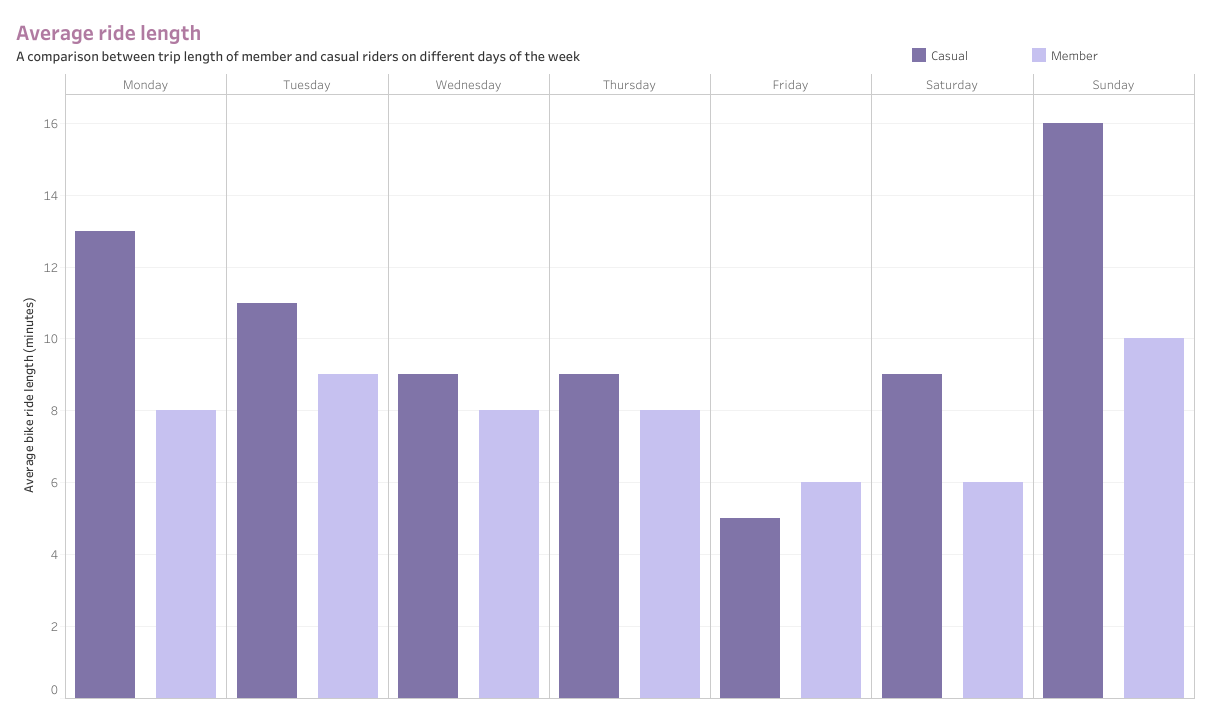 Average ride length
A comparison between trip length of member and casual riders on different days of the week
Casual
Member
Monday
Tuesday
Wednesday
Thursday
Friday
Saturday
Sunday
Average bike ride length (minutes)
16
14
12
10
8
6
4
2
0